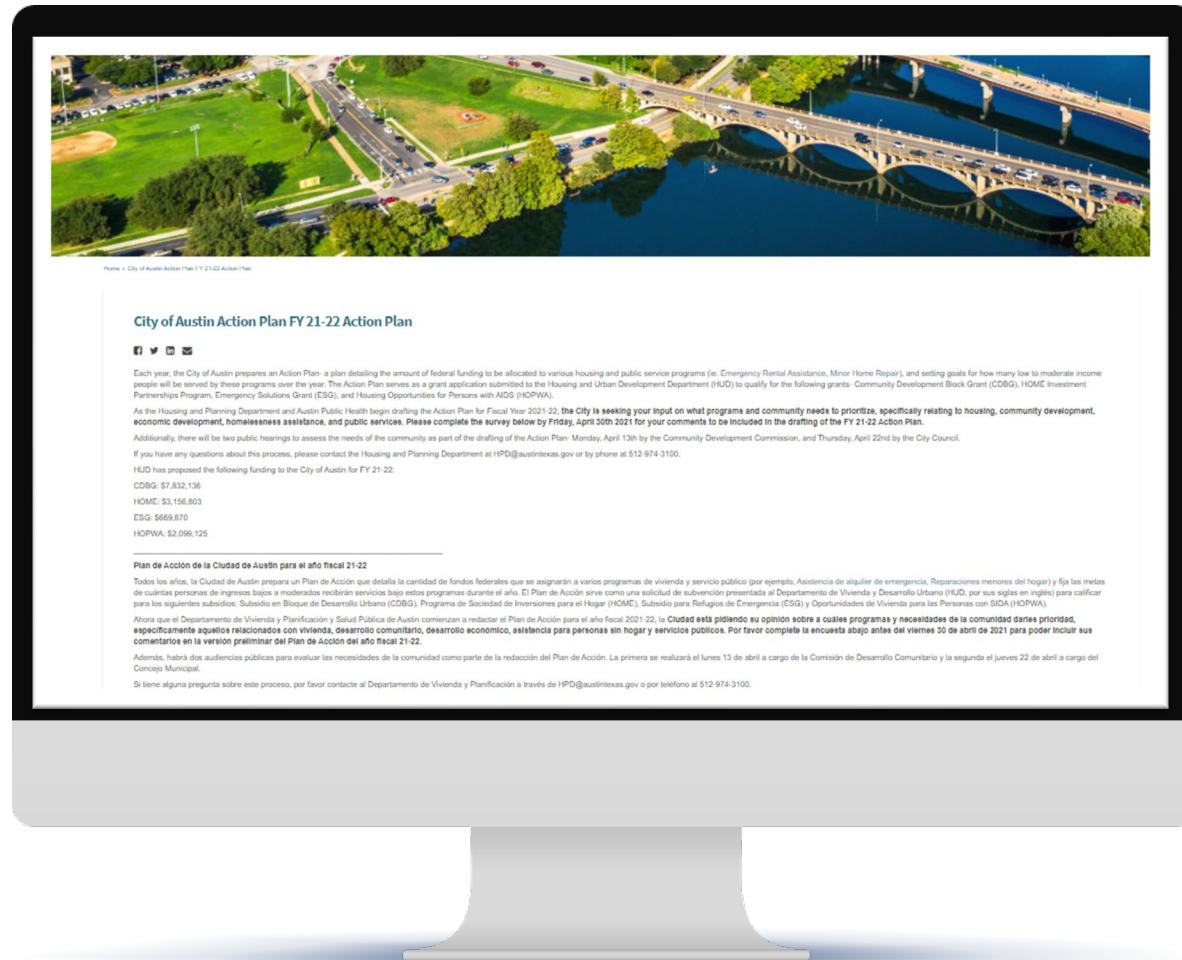 Home » City of Austin Action Plan FY 21-22 Action Plan
City of Austin Action Plan FY 21-22 Action Plan
Each year, the City of Austin prepares an Action Plan- a plan detailing the amount of federal funding to be allocated to various housing and public service programs (ie. Emergency Rental Assistance, Minor Home Repair), and setting goals for how many low to moderate income
people will be served by these programs over the year. The Action Plan serves as a grant application submitted to the Housing and Urban Development Department (HUD) to qualify for the following grants- Community Development Block Grant (CDBG), HOME Investment
Partnerships Program, Emergency Solutions Grant (ESG), and Housing Opportunities for Persons with AIDS (HOPWA).
As the Housing and Planning Department and Austin Public Health begin drafting the Action Plan for Fiscal Year 2021-22, the City is seeking your input on what programs and community needs to prioritize, specifically relating to housing, community development,
economic development, homelessness assistance, and public services. Please complete the survey below by Friday, April 30th 2021 for your comments to be included in the drafting of the FY 21-22 Action Plan.
Additionally, there will be two public hearings to assess the needs of the community as part of the drafting of the Action Plan- Monday, April 13th by the Community Development Commission, and Thursday, April 22nd by the City Council.
If you have any questions about this process, please contact the Housing and Planning Department at HPD@austintexas.gov or by phone at 512-974-3100.
HUD has proposed the following funding to the City of Austin for FY 21-22:
CDBG: $7,832,136
HOME: $3,156,803
ESG: $669,670
HOPWA: $2,099,125
Plan de Acción de la Ciudad de Austin para el año fiscal 21-22
Todos los años, la Ciudad de Austin prepara un Plan de Acción que detalla la cantidad de fondos federales que se asignarán a varios programas de vivienda y servicio público (por ejemplo, Asistencia de alquiler de emergencia, Reparaciones menores del hogar) y fija las metas
de cuántas personas de ingresos bajos a moderados recibirán servicios bajo estos programas durante el año. El Plan de Acción sirve como una solicitud de subvención presentada al Departamento de Vivienda y Desarrollo Urbano (HUD, por sus siglas en inglés) para calificar
para los siguientes subsidios: Subsidio en Bloque de Desarrollo Urbano (CDBG), Programa de Sociedad de Inversiones para el Hogar (HOME), Subsidio para Refugios de Emergencia (ESG) y Oportunidades de Vivienda para las Personas con SIDA (HOPWA).
Ahora que el Departamento de Vivienda y Planificación y Salud Pública de Austin comienzan a redactar el Plan de Acción para el año fiscal 2021-22, la Ciudad está pidiendo su opinión sobre a cuáles programas y necesidades de la comunidad darles prioridad,
específicamente aquellos relacionados con vivienda, desarrollo comunitario, desarrollo económico, asistencia para personas sin hogar y servicios públicos. Por favor complete la encuesta abajo antes del viernes 30 de abril de 2021 para poder incluir sus
comentarios en la versión preliminar del Plan de Acción del año fiscal 21-22.
Además, habrá dos audiencias públicas para evaluar las necesidades de la comunidad como parte de la redacción del Plan de Acción. La primera se realizará el lunes 13 de abril a cargo de la Comisión de Desarrollo Comunitario y la segunda el jueves 22 de abril a cargo del
Concejo Municipal.
Si tiene alguna pregunta sobre este proceso, por favor contacte al Departamento de Vivienda y Planificación a través de HPD@austintexas.gov o por teléfono al 512-974-3100.